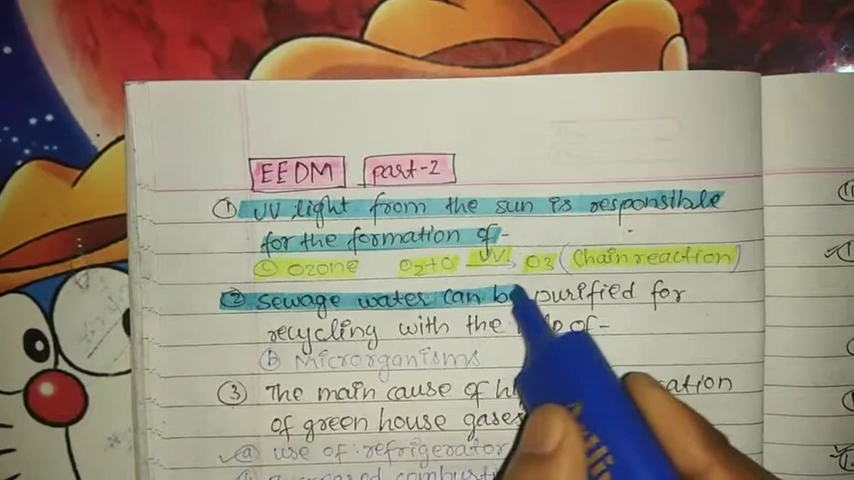 EEDM Part-2
① UV light from the sun is responsible
for the formation of-
ⓒ ozone O2+O UV→ O3 (Chain reaction)
② sewage water can be purified for
recycling with the of-
ⓑ microrganisms
③ The main cause of
of green house gases
ⓐ use of refrigerator